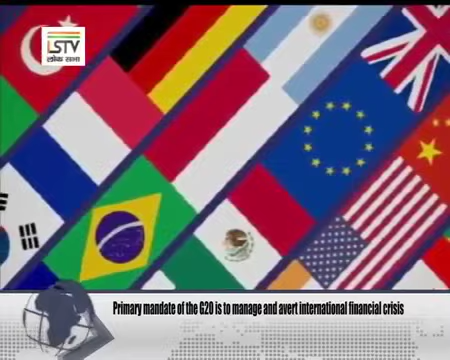 LSTV
लोक सभा
Primary mandate of the G20 is to manage and avert international financial crisis